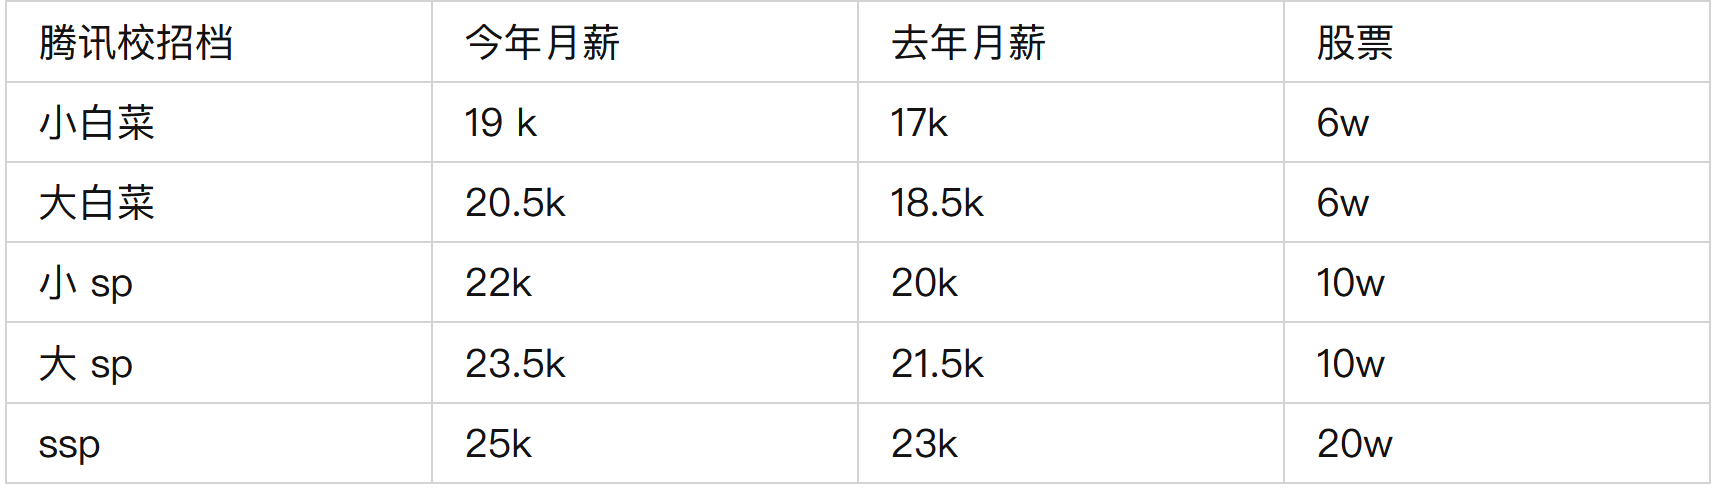 腾讯校招档 今年月薪 去年月薪 股票
小白菜 19 k 17k 6w
大白菜 20.5k 18.5k 6w
小 sp 22k 20k 10w
大 sp 23.5k 21.5k 10w
ssp 25k 23k 20w